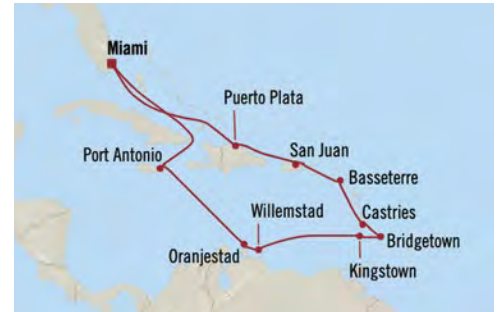 Miami
Puerto Plata
San Juan
Port Antonio
Basseterre
Willemstad
Castries
Oranjestad
Bridgetown
Kingstown